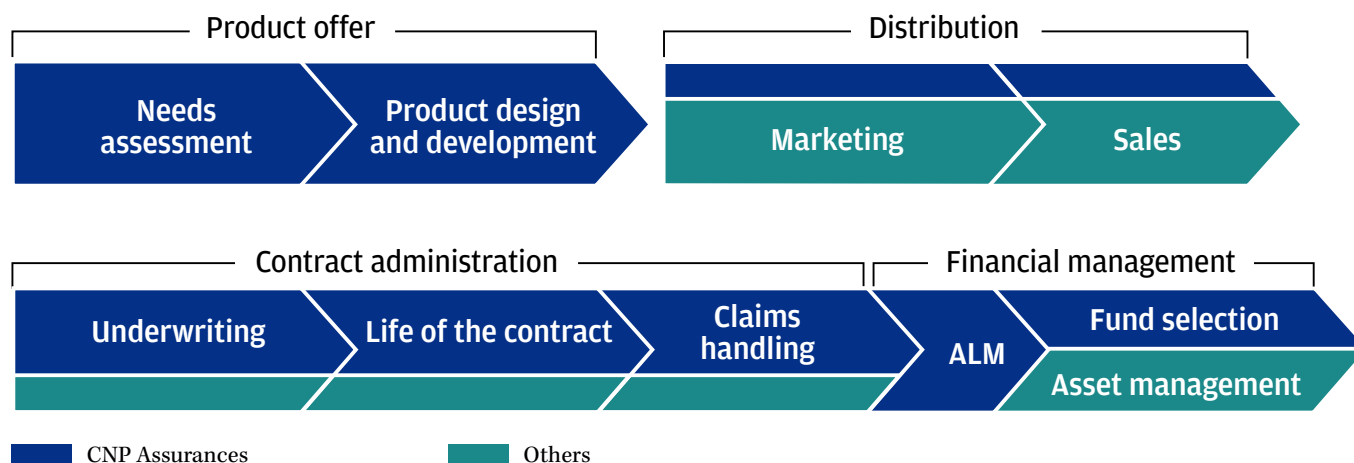 Product offer
Distribution
Needs
assessment
Product design
and development
Marketing
Sales
Contract administration
Financial management
Underwriting
Life of the contract
Claims
handling
ALM
Fund selection
Asset management
CNP Assurances
Others